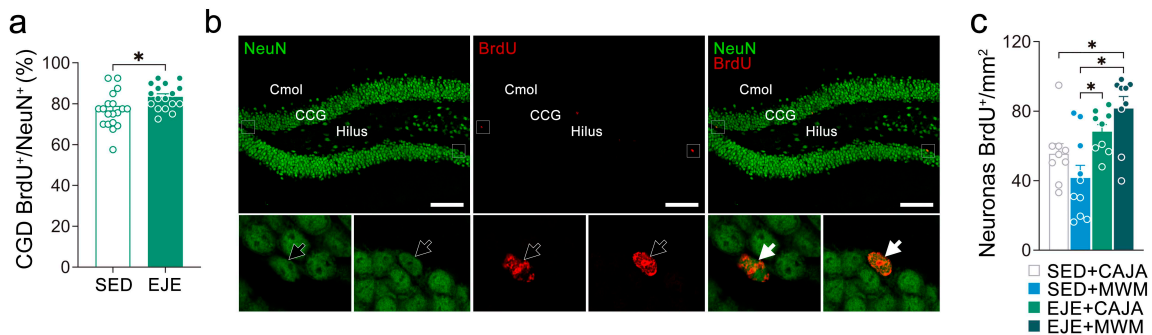 a
CGD BrdU⁺/NeuN⁺ (%)
100
80
60
40
20
0
*
SED
EJE
b
NeuN
Cmol
CCG
Hilus
BrdU
Cmol
CCG
Hilus
NeuN
BrdU
Cmol
CCG
Hilus
c
Neuronas BrdU⁺/mm²
120
80
40
0
*
*
*
SED+CAJA
SED+MWM
EJE+CAJA
EJE+MWM